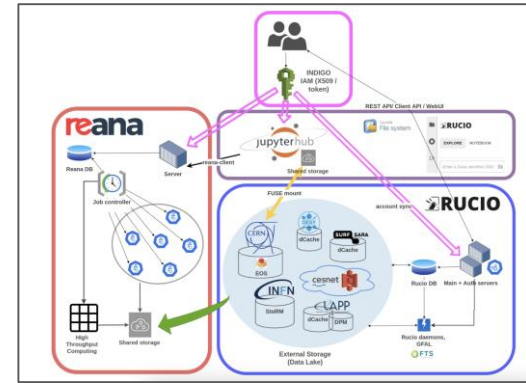 INDIGO
IAM (X509 /
token)
REST API/ Client API / WebUI
reana
Reana DB
Server
reana-client
Job controller
High
Throughput
Computing
Shared storage
jupyterhub
Shared storage
File system
RUCIO
EXPLORE NOTEBOOK
FUSE mount
account sync
RUCIO
CERN
EOS
DESY
dCache
SURF SARA
dCache
cesnet
INFN
StoRM
LAPP
dCache
DPM
External Storage
(Data Lake)
Rucio DB
Main + Auth servers
Rucio daemons,
GFAL
FTS